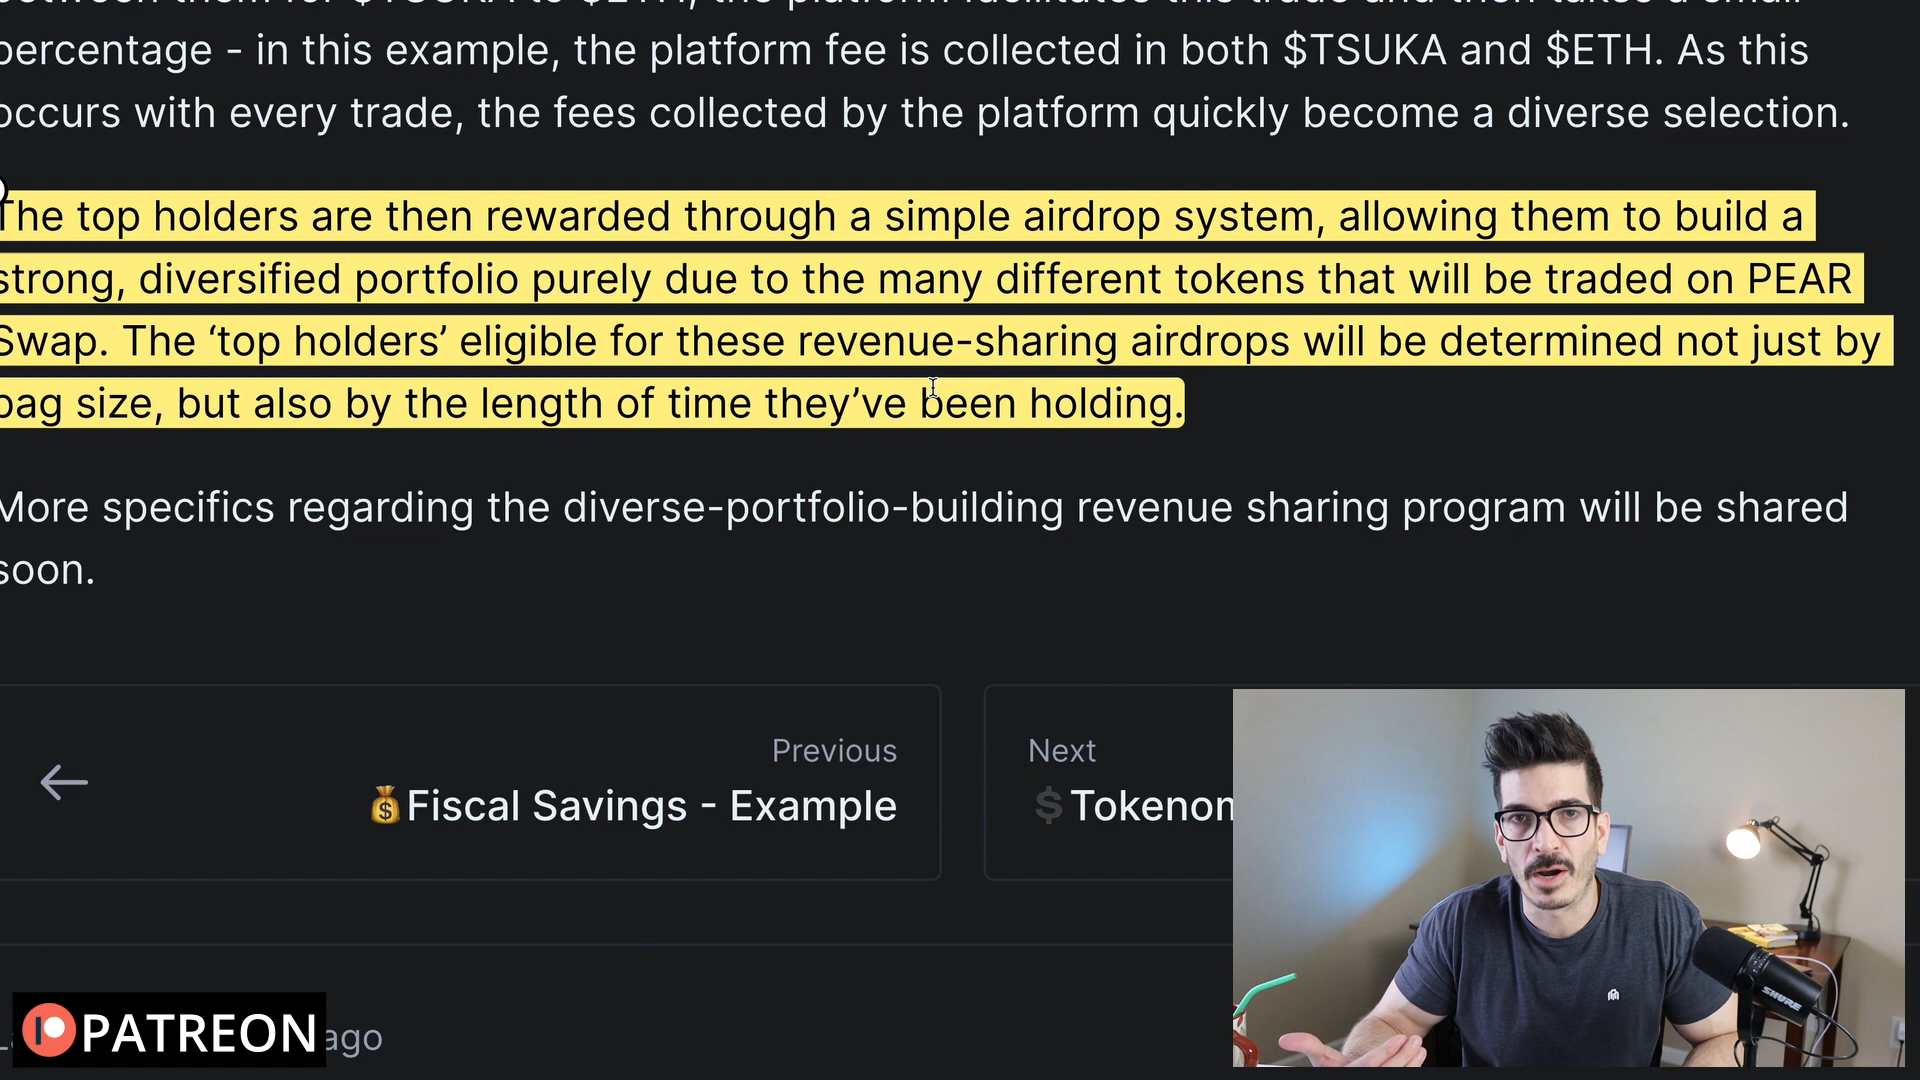 percentage - in this example, the platform fee is collected in both $TSUKA and $ETH. As this
occurs with every trade, the fees collected by the platform quickly become a diverse selection.
The top holders are then rewarded through a simple airdrop system, allowing them to build a
strong, diversified portfolio purely due to the many different tokens that will be traded on PEAR
Swap. The ‘top holders’ eligible for these revenue-sharing airdrops will be determined not just by
bag size, but also by the length of time they’ve been holding.
More specifics regarding the diverse-portfolio-building revenue sharing program will be shared
soon.
Previous
Fiscal Savings - Example
Next
Tokenom
SHURE
PATREON
ago